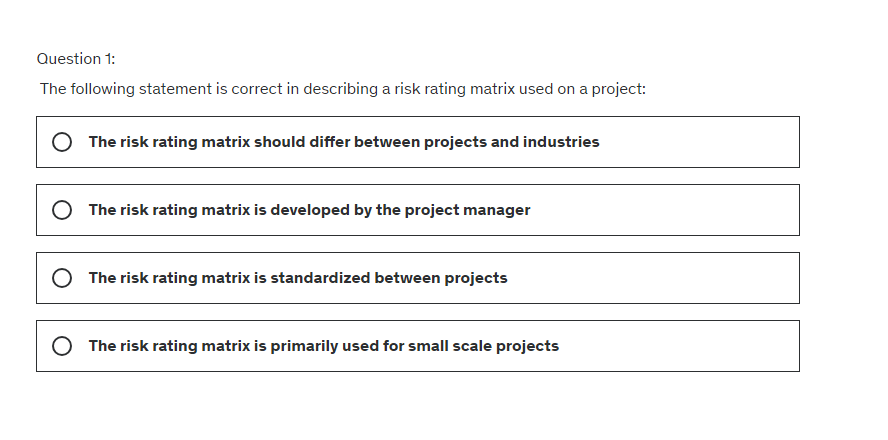 Question 1:
The following statement is correct in describing a risk rating matrix used on a project:
The risk rating matrix should differ between projects and industries
The risk rating matrix is developed by the project manager
The risk rating matrix is standardized between projects
The risk rating matrix is primarily used for small scale projects